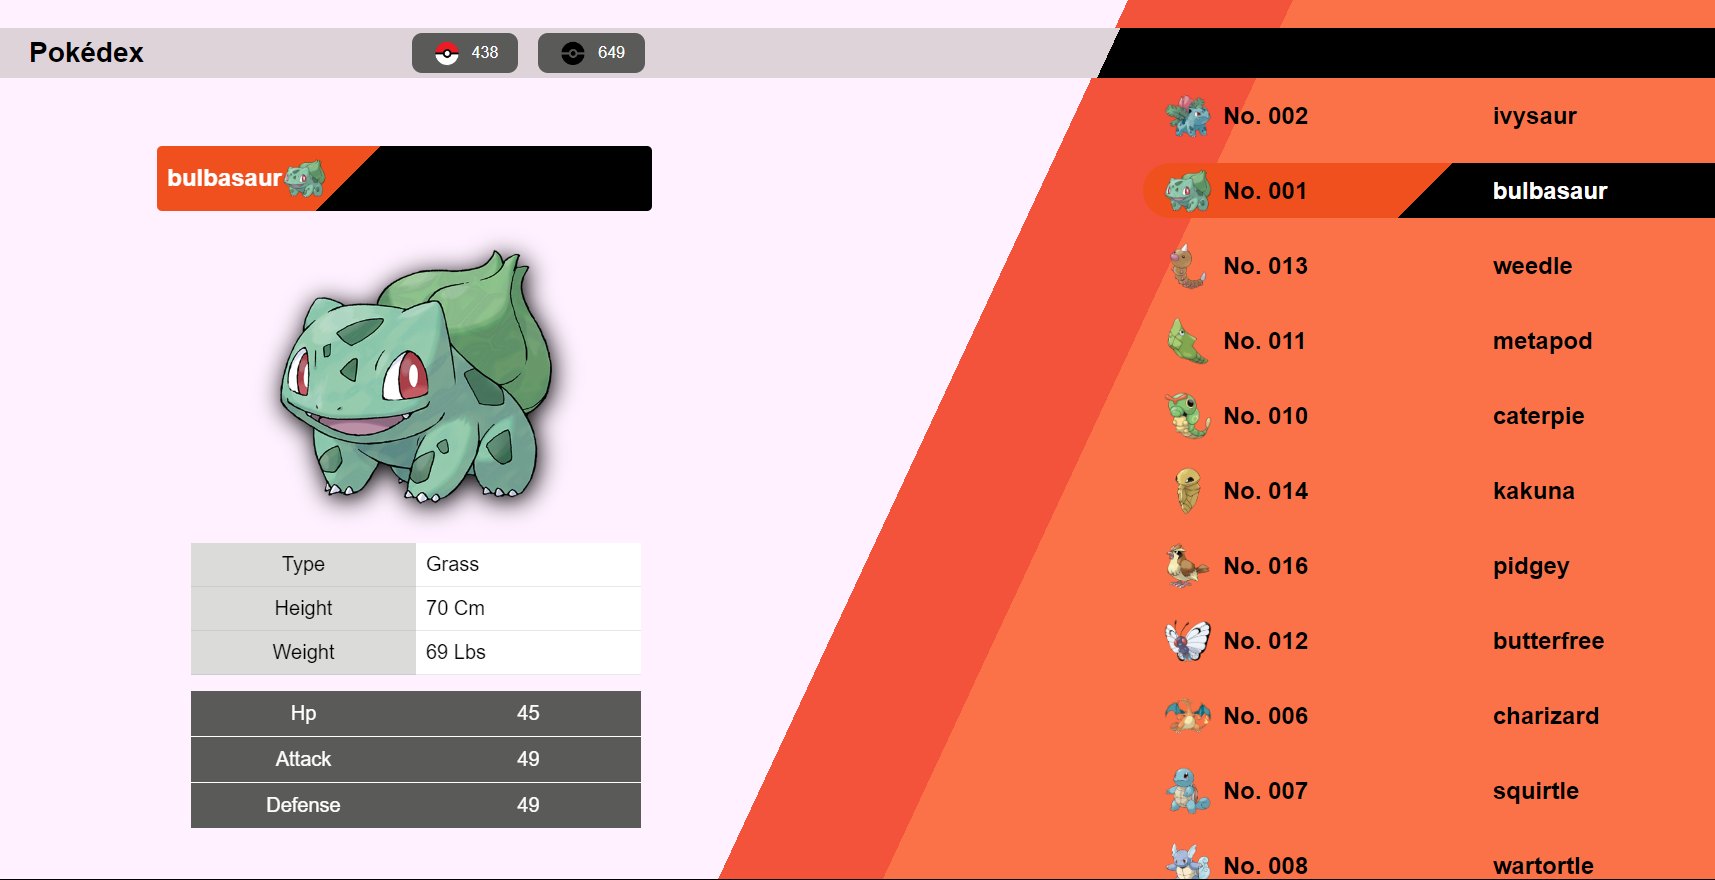 Pokédex
438
649
bulbasaur
Type Grass
Height 70 Cm
Weight 69 Lbs
Hp 45
Attack 49
Defense 49
No. 002 ivysaur
No. 001 bulbasaur
No. 013 weedle
No. 011 metapod
No. 010 caterpie
No. 014 kakuna
No. 016 pidgey
No. 012 butterfree
No. 006 charizard
No. 007 squirtle
No. 008 wartortle